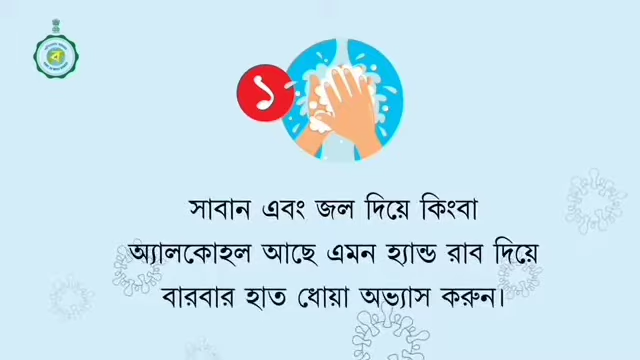 ১
সাবান এবং জল দিয়ে কিংবা
অ্যালকোহল আছে এমন হ্যান্ড রাব দিয়ে
বারবার হাত ধোয়া অভ্যাস করুন।